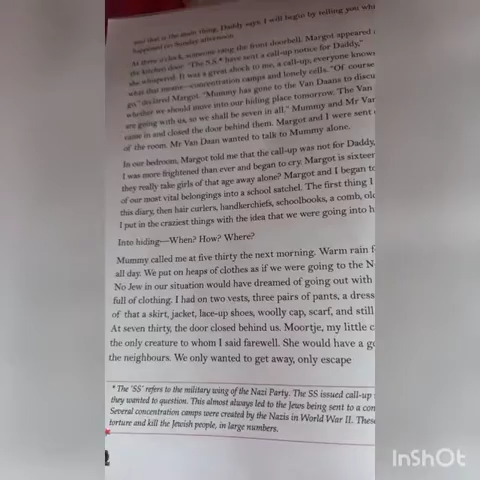 and that is the main thing. Daddy says. I will begin by telling you wh
happened on Sunday afternoon
At three o'clock, someone rang the front doorbell. Margot appeared
the kitchen door. "The S.S.* have sent a call-up notice for Daddy,"
she whispered. It was a great shock to me, a call-up, everyone knows
what that means—concentration camps and lonely cells. "Of course
go," declared Margot. "Mummy has gone to the Van Daans to discu
whether we should move into our hiding place tomorrow. The Van
are going with us, so we shall be seven in all." Mummy and Mr Van
came in and closed the door behind them. Margot and I were sent
of the room. Mr Van Daan wanted to talk to Mummy alone.
In our bedroom, Margot told me that the call-up was not for Daddy,
I was more frightened than ever and began to cry. Margot is sixteen
they really take girls of that age away alone? Margot and I began to
of our most vital belongings into a school satchel. The first thing I
this diary, then hair curlers, handkerchiefs, schoolbooks, a comb, ol
I put in the craziest things with the idea that we were going into h
Into hiding—When? How? Where?
Mummy called me at five thirty the next morning. Warm rain f
all day. We put on heaps of clothes as if we were going to the N
No Jew in our situation would have dreamed of going out with
full of clothing. I had on two vests, three pairs of pants, a dress
of that a skirt, jacket, lace-up shoes, woolly cap, scarf, and still
At seven thirty, the door closed behind us. Moortje, my little c
the only creature to whom I said farewell. She would have a g
the neighbours. We only wanted to get away, only escape
* The 'SS' refers to the military wing of the Nazi Party. The SS issued call-up
they wanted to question. This almost always led to the Jews being sent to a con
Several concentration camps were created by the Nazis in World War II. These
torture and kill the Jewish people, in large numbers.
InShOt